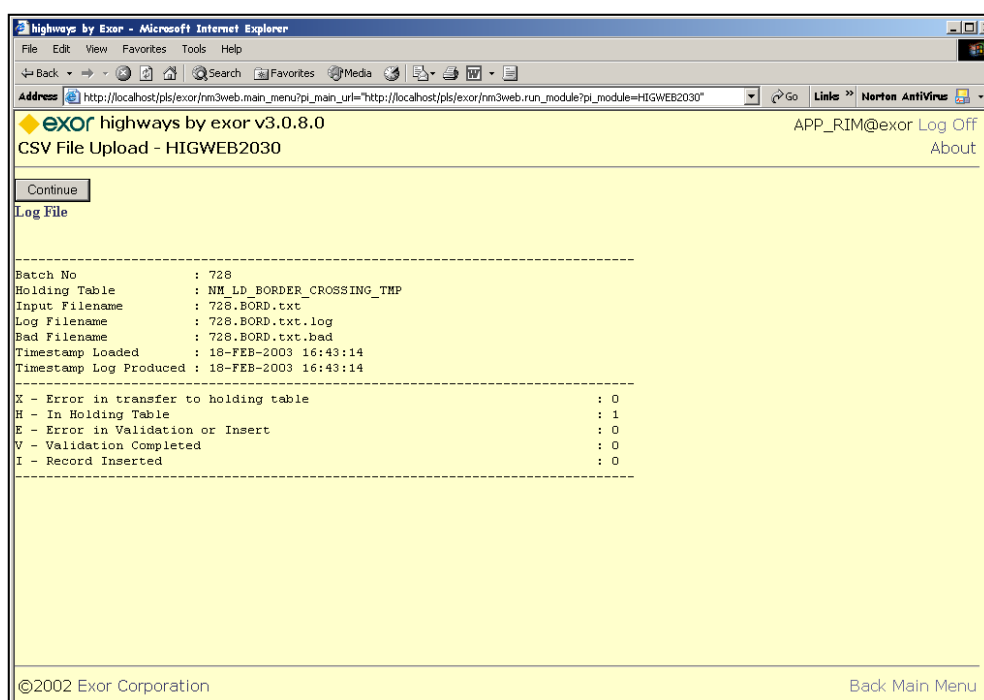 highways by Exor - Microsoft Internet Explorer
File Edit View Favorites Tools Help
Back Search Favorites Media
Address http://localhost/pls/exor/nm3web.main_menu?pi_main_url="http://localhost/pls/exor/nm3web.run_module?pi_module=HIGWEB2030" Go Links » Norton AntiVirus
exor highways by exor v3.0.8.0 APP_RIM@exor Log Off
CSV File Upload - HIGWEB2030 About
Continue
Log File
--------------------------------------------------------------------------------
Batch No : 728
Holding Table : NM_LD_BORDER_CROSSING_TMP
Input Filename : 728.BORD.txt
Log Filename : 728.BORD.txt.log
Bad Filename : 728.BORD.txt.bad
Timestamp Loaded : 18-FEB-2003 16:43:14
Timestamp Log Produced : 18-FEB-2003 16:43:14
--------------------------------------------------------------------------------
X - Error in transfer to holding table : 0
H - In Holding Table : 1
E - Error in Validation or Insert : 0
V - Validation Completed : 0
I - Record Inserted : 0
--------------------------------------------------------------------------------
©2002 Exor Corporation Back Main Menu